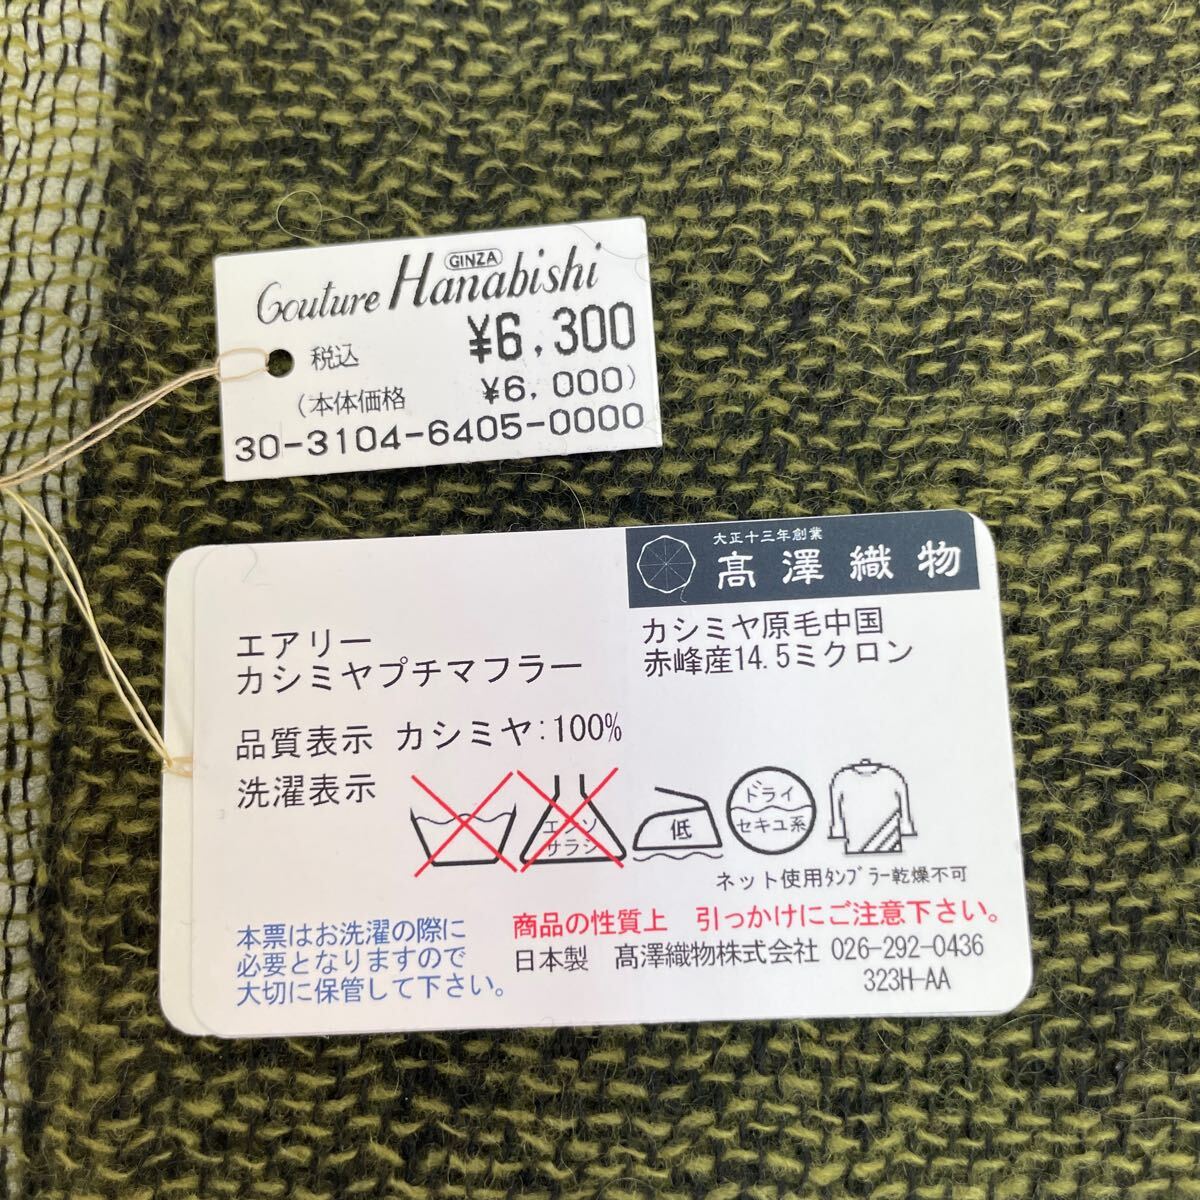 Couture Hanabishi
GINZA
税込 ¥6,300
(本体価格 ¥6,000)
30-3104-6405-0000
大正十三年創業
髙澤織物
エアリー
カシミヤプチマフラー
カシミヤ原毛中国
赤峰産14.5ミクロン
品質表示 カシミヤ:100%
洗濯表示
エンソ
サラシ
低
ドライ
セキユ系
ネット使用ﾀﾝﾌﾞﾗｰ乾燥不可
本票はお洗濯の際に
必要となりますので
大切に保管して下さい。
商品の性質上 引っかけにご注意下さい。
日本製 髙澤織物株式会社 026-292-0436
323H-AA